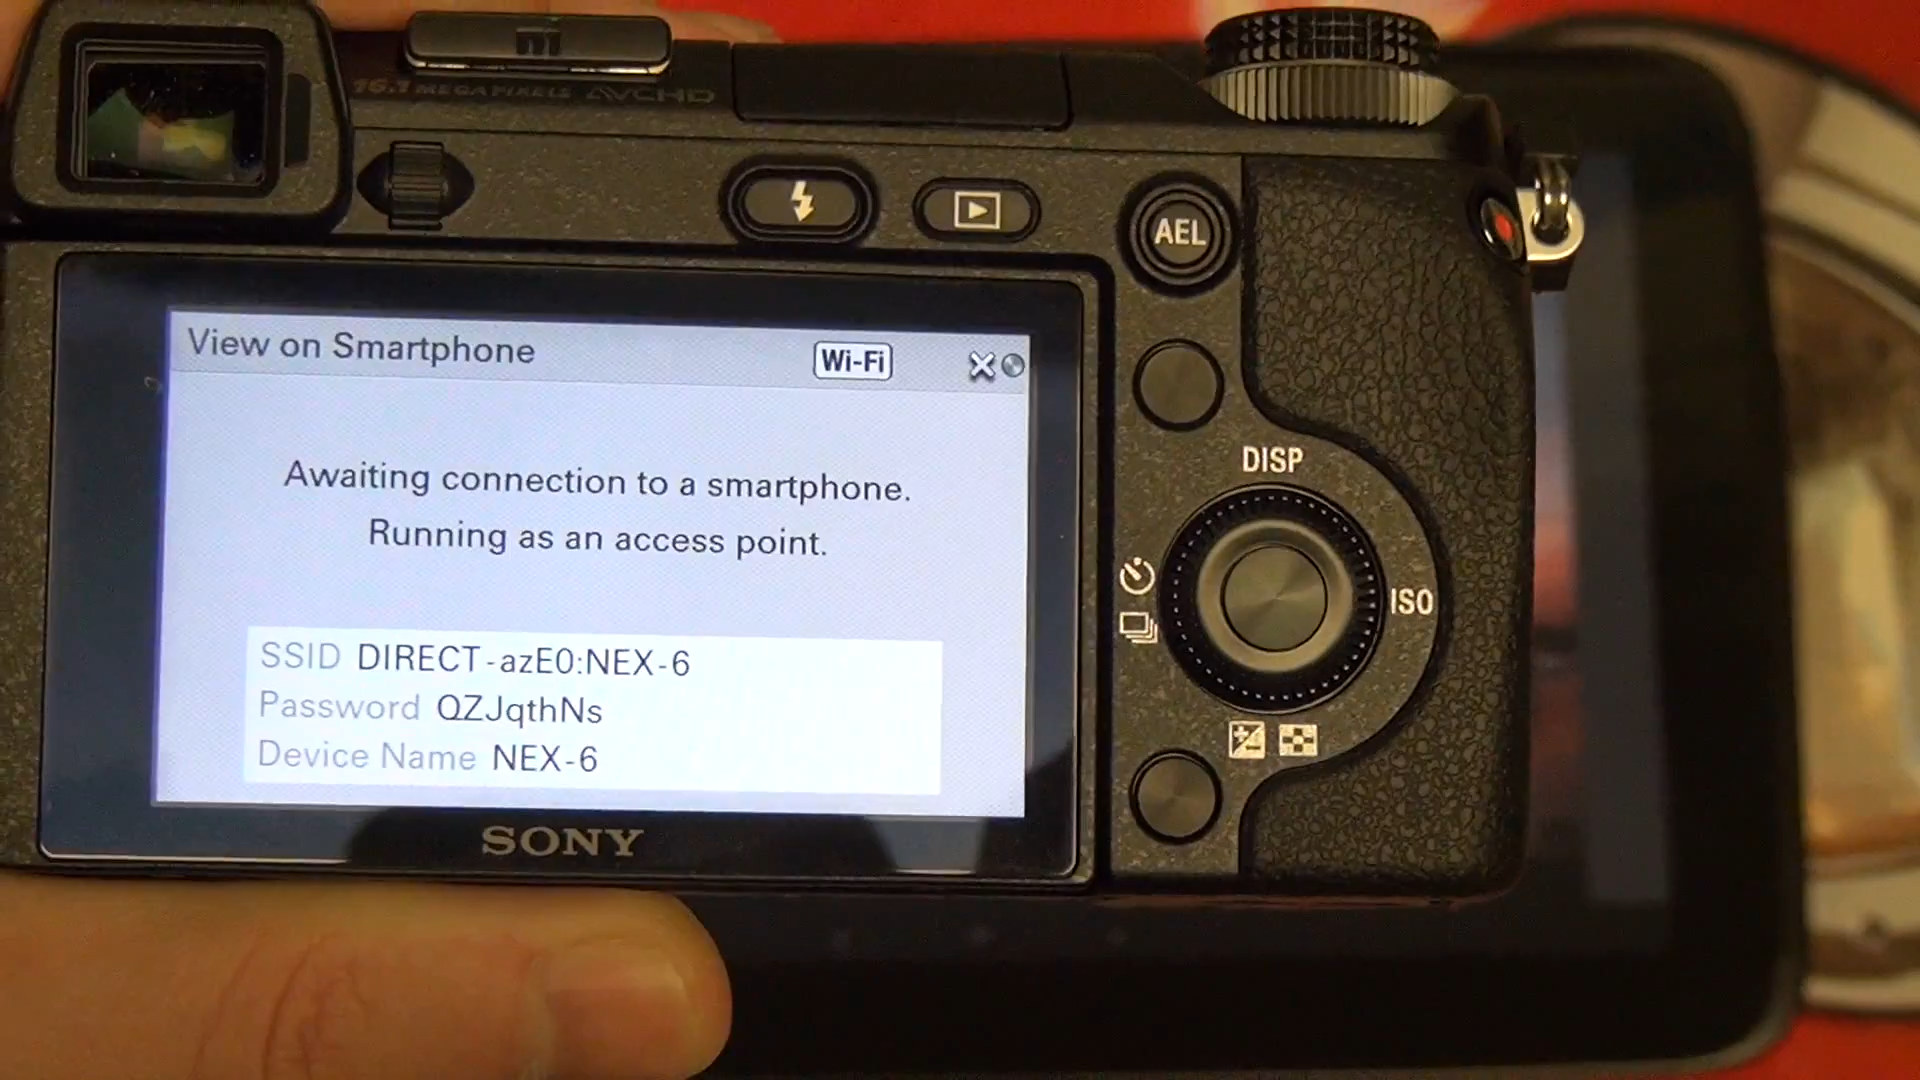 16.1 MEGA PIXELS AVCHD
AEL
View on Smartphone Wi-Fi
Awaiting connection to a smartphone.
Running as an access point.
SSID DIRECT-azE0:NEX-6
Password QZJqthNs
Device Name NEX-6
DISP
ISO
SONY